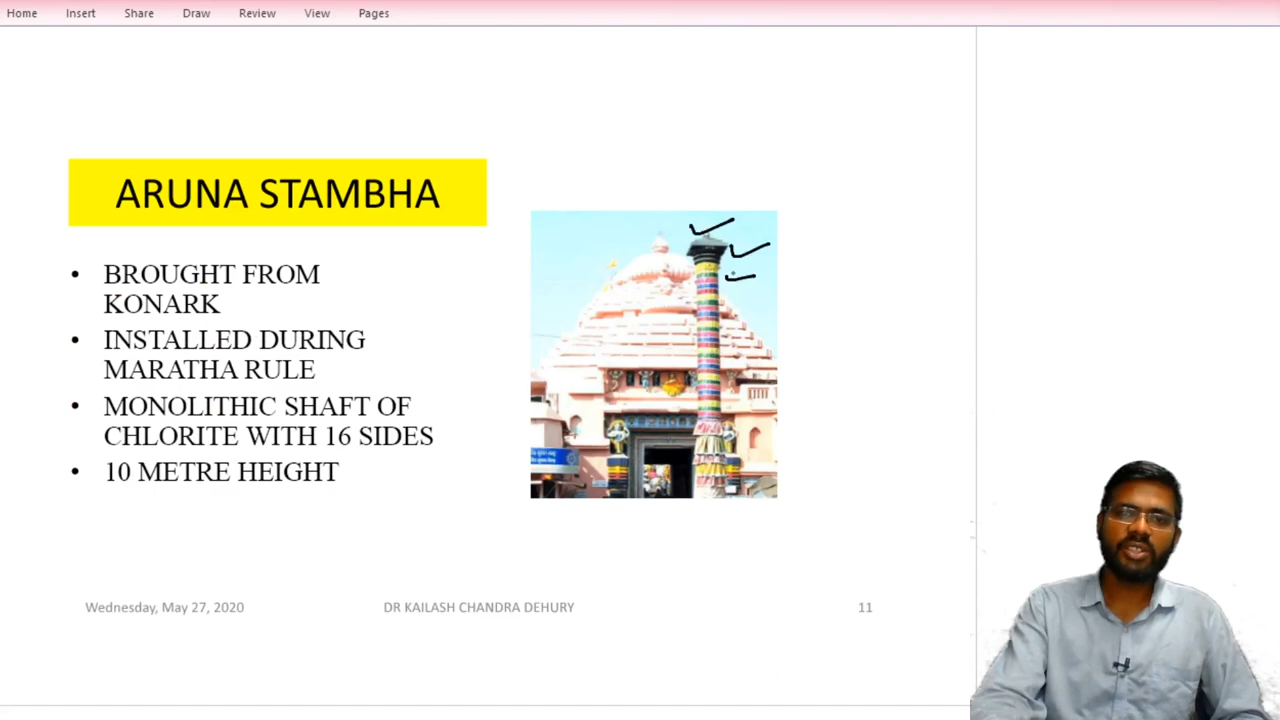 Home Insert Share Draw Review View Pages
ARUNA STAMBHA
• BROUGHT FROM
KONARK
• INSTALLED DURING
MARATHA RULE
• MONOLITHIC SHAFT OF
CHLORITE WITH 16 SIDES
• 10 METRE HEIGHT
Wednesday, May 27, 2020 DR KAILASH CHANDRA DEHURY 11